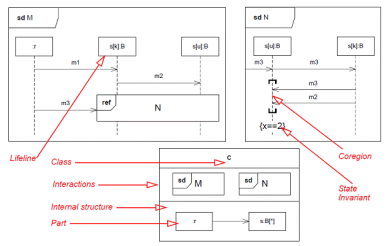 sd M
:r
s[k]:B
s[u]:B
m1
m2
m3
ref
N
sd N
s[u]:B
s[k]:B
m3
m3
m3
m2
{x==2}
Lifeline
Coregion
State
Invariant
Class
C
Interactions
sd
M
sd
N
Internal structure
Part
:r
s:B[*]